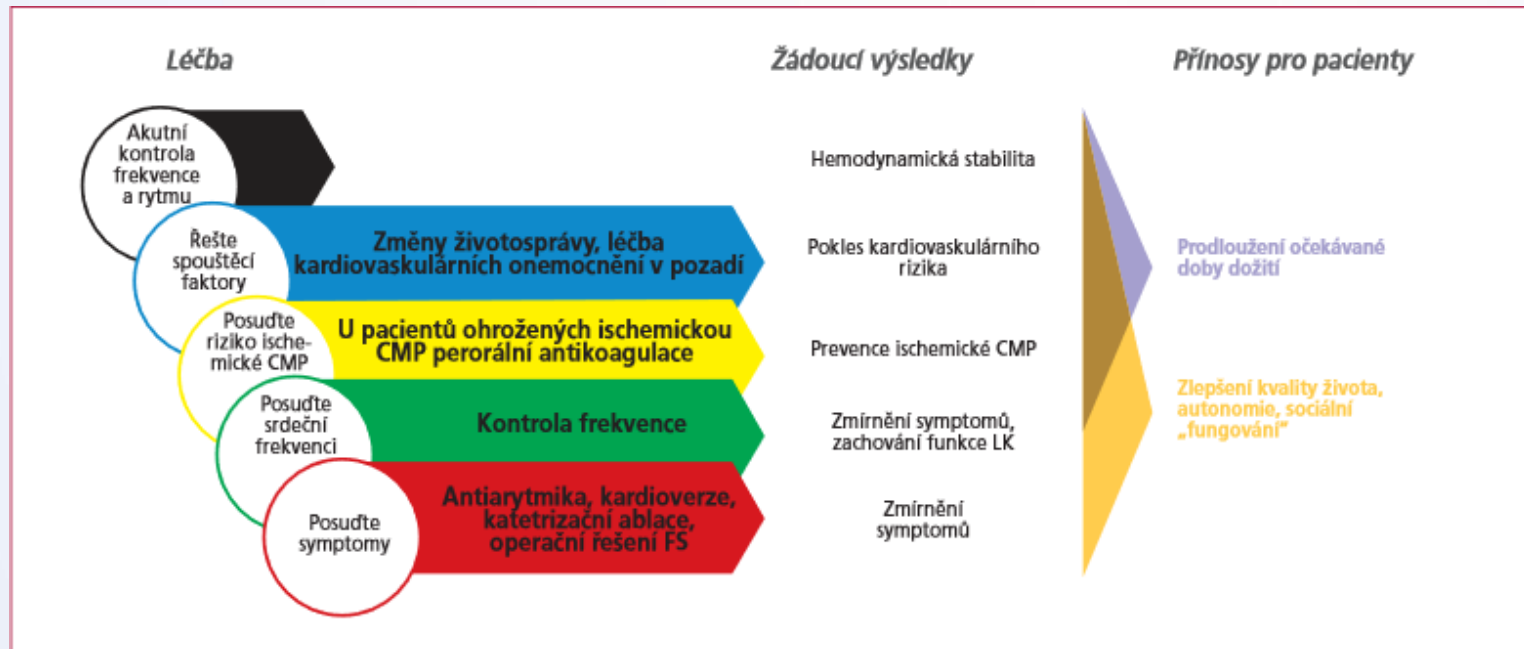 Léčba
Žádoucí výsledky
Přínosy pro pacienty
Akutní
kontrola
frekvence
a rytmu
Hemodynamická stabilita
Řešte
spouštěcí
faktory
Změny životosprávy, léčba
kardiovaskulárních onemocnění v pozadí
Pokles kardiovaskulárního
rizika
Prodloužení očekávané
doby dožití
Posuďte
riziko ische-
mické CMP
U pacientů ohrožených ischemickou
CMP perorální antikoagulace
Prevence ischemické CMP
Posuďte
srdeční
frekvenci
Kontrola frekvence
Zmírnění symptomů,
zachování funkce LK
Zlepšení kvality života,
autonomie, sociální
„fungování“
Posuďte
symptomy
Antiarytmika, kardioverze,
katetrizační ablace,
operační řešení FS
Zmírnění
symptomů